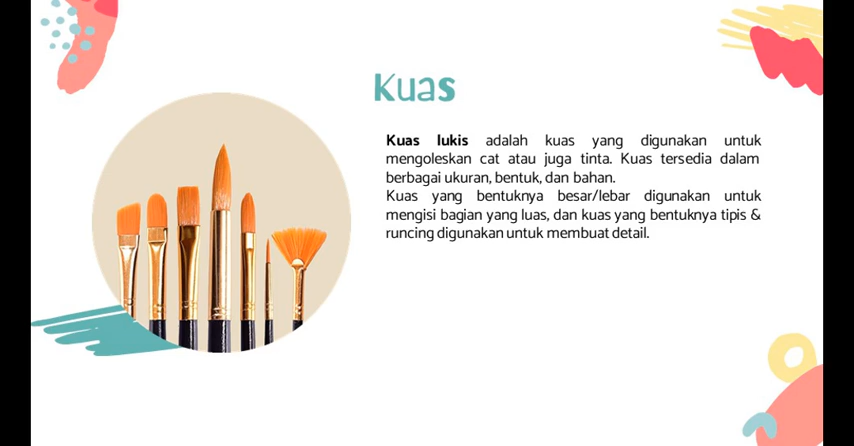 Kuas
Kuas lukis adalah kuas yang digunakan untuk
mengoleskan cat atau juga tinta. Kuas tersedia dalam
berbagai ukuran, bentuk, dan bahan.
Kuas yang bentuknya besar/lebar digunakan untuk
mengisi bagian yang luas, dan kuas yang bentuknya tipis &
runcing digunakan untuk membuat detail.